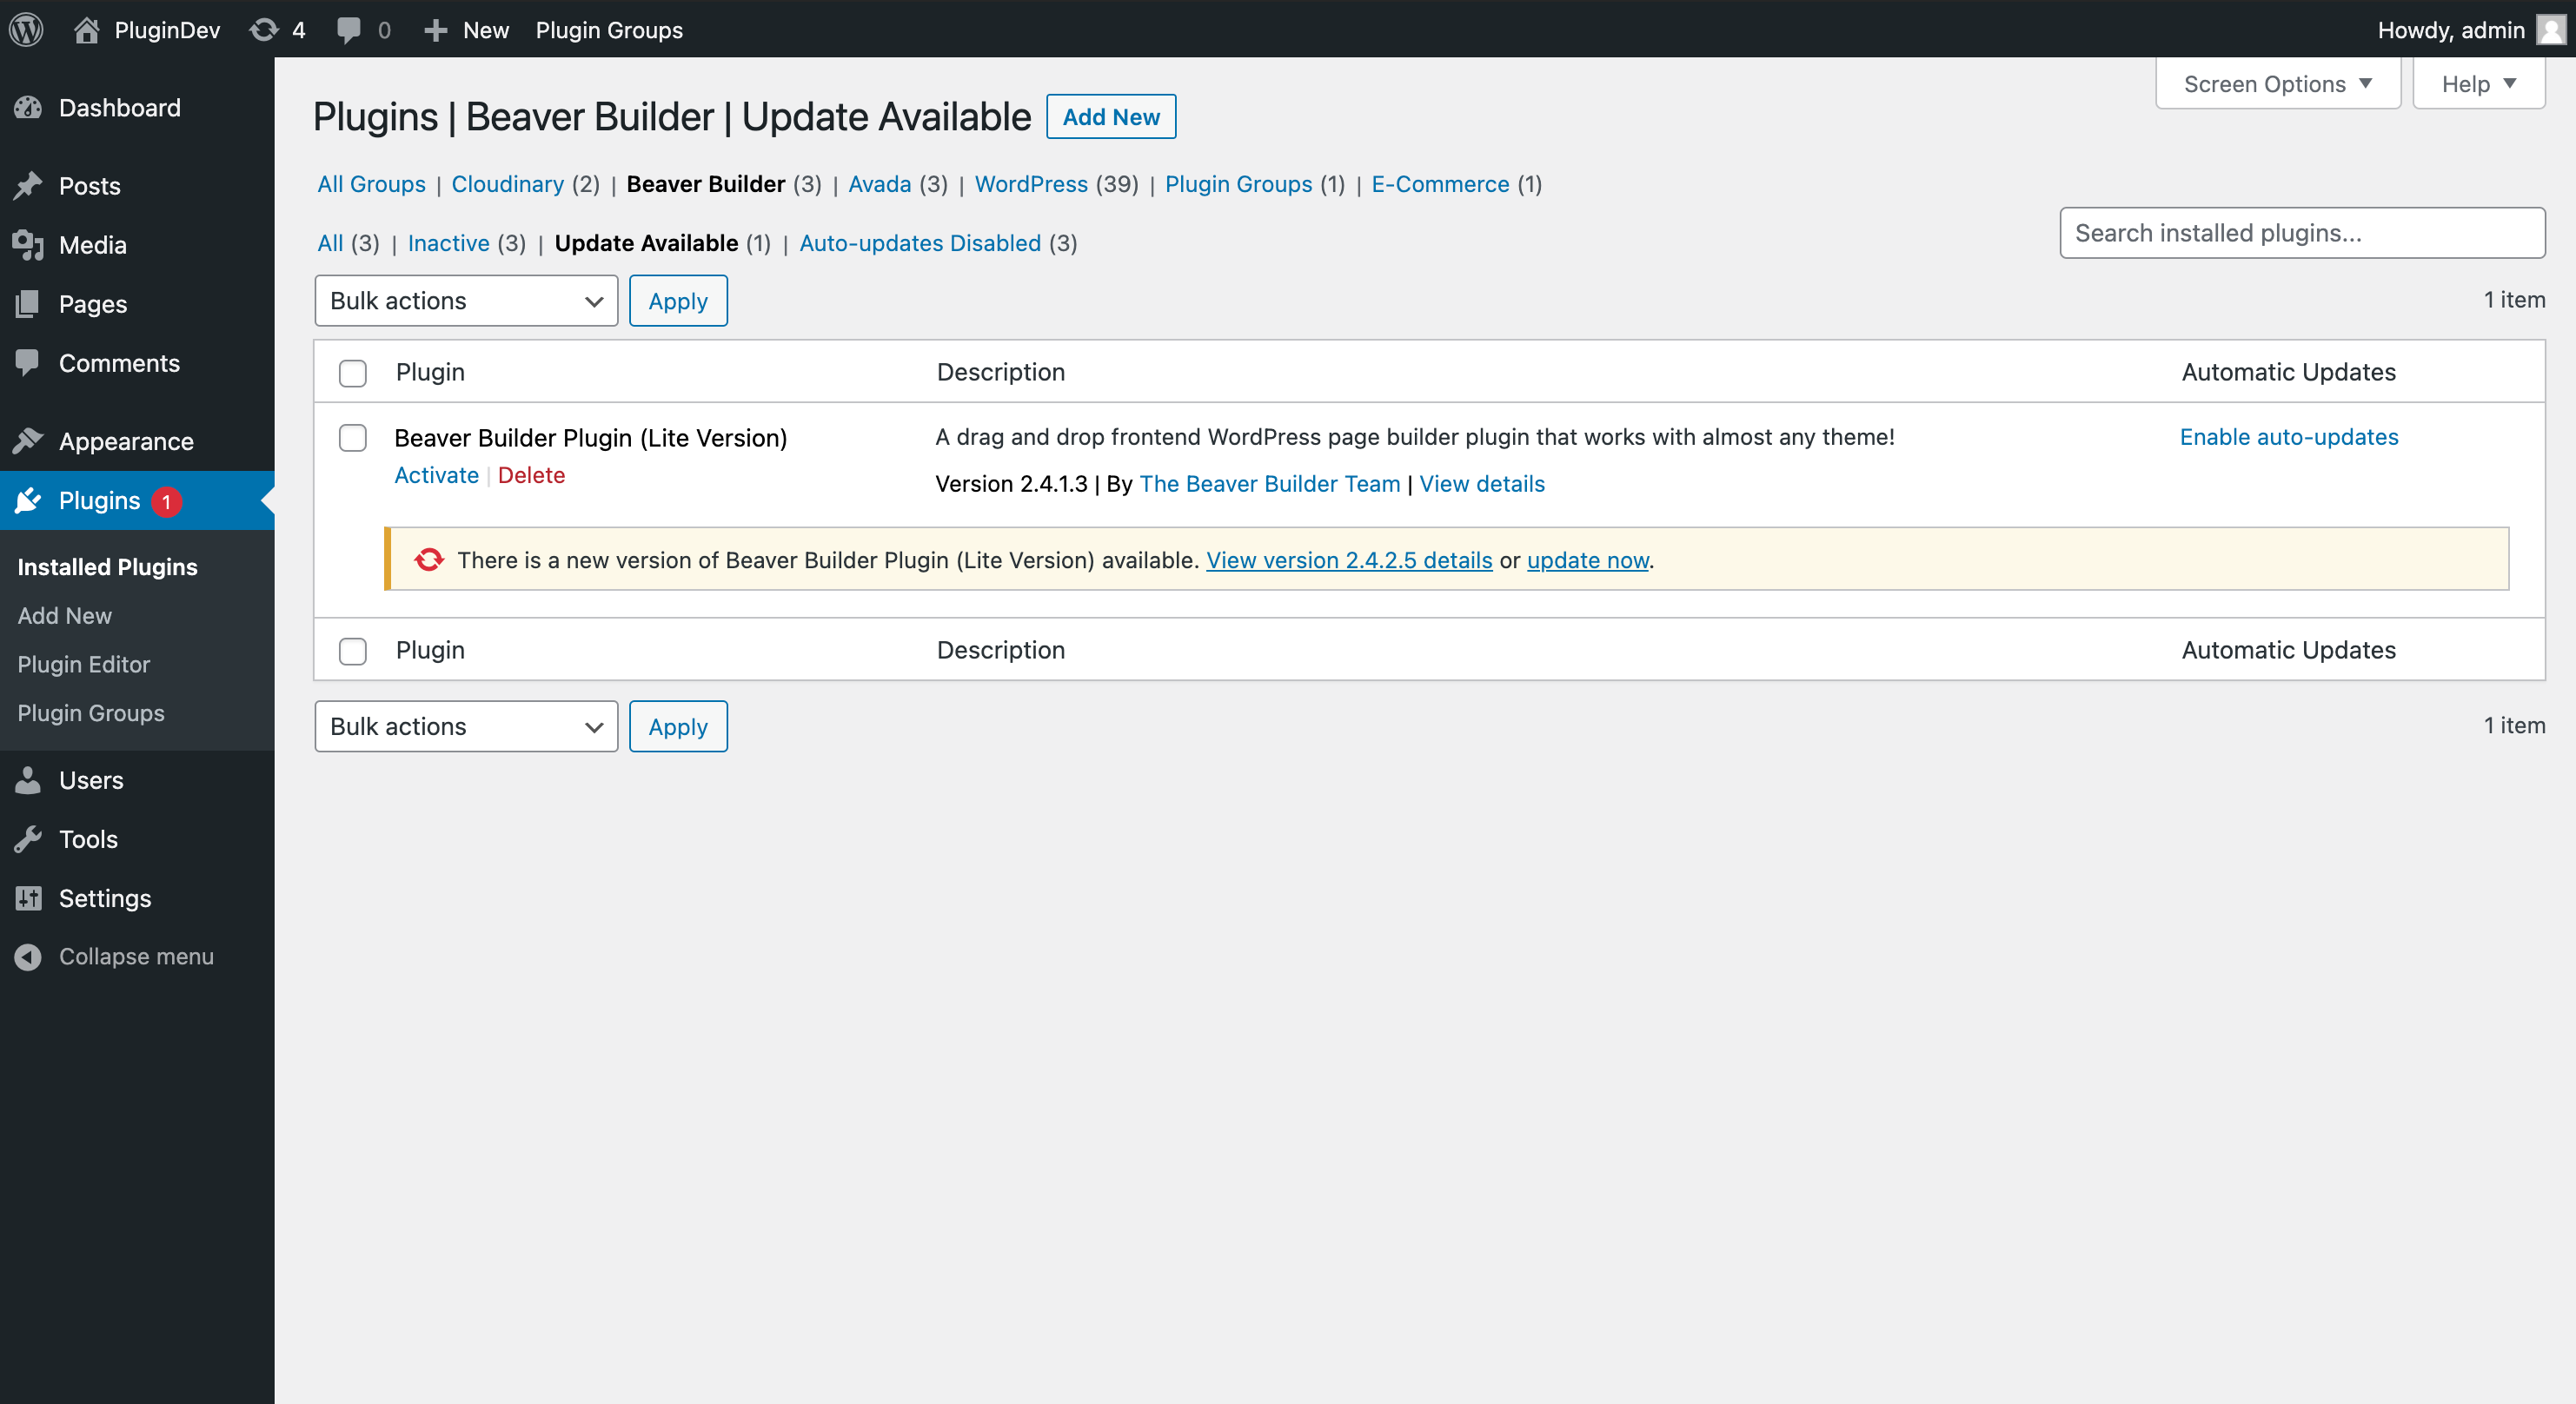 PluginDev 4 0 New Plugin Groups Howdy, admin
Dashboard
Posts
Media
Pages
Comments
Appearance
Plugins 1
Installed Plugins
Add New
Plugin Editor
Plugin Groups
Users
Tools
Settings
Collapse menu
Screen Options Help
Plugins | Beaver Builder | Update Available Add New
All Groups | Cloudinary (2) | Beaver Builder (3) | Avada (3) | WordPress (39) | Plugin Groups (1) | E-Commerce (1)
All (3) | Inactive (3) | Update Available (1) | Auto-updates Disabled (3)
Search installed plugins...
Bulk actions Apply 1 item
Plugin Description Automatic Updates
Beaver Builder Plugin (Lite Version) A drag and drop frontend WordPress page builder plugin that works with almost any theme! Enable auto-updates
Activate | Delete Version 2.4.1.3 | By The Beaver Builder Team | View details
There is a new version of Beaver Builder Plugin (Lite Version) available. View version 2.4.2.5 details or update now.
Plugin Description Automatic Updates
Bulk actions Apply 1 item